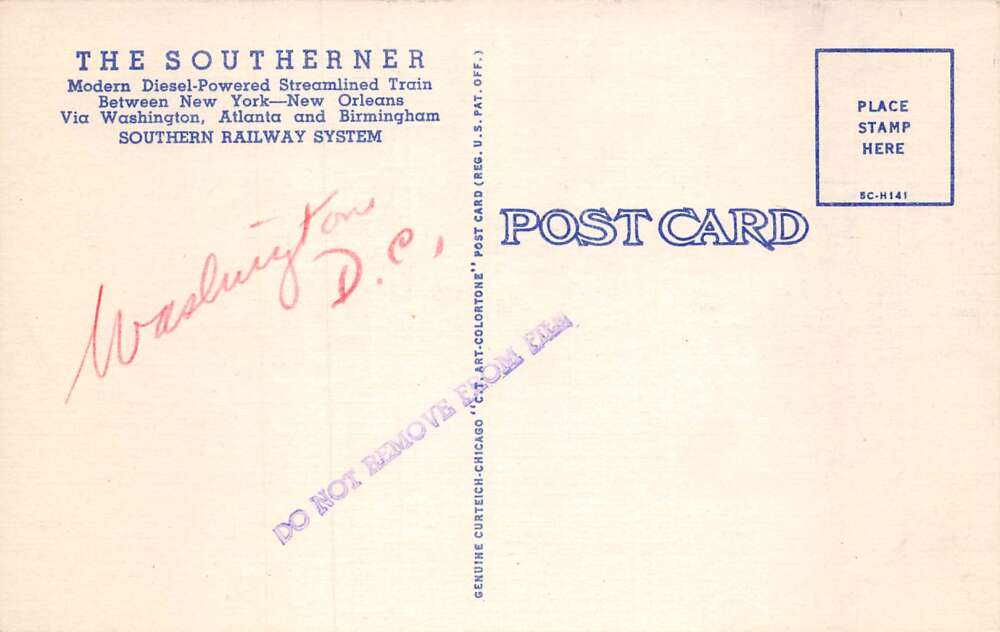 THE SOUTHERNER
Modern Diesel-Powered Streamlined Train
Between New York—New Orleans
Via Washington, Atlanta and Birmingham
SOUTHERN RAILWAY SYSTEM
Washington
D.C.
DO NOT REMOVE FROM FILE
GENUINE CURTEICH-CHICAGO "C.T. ART-COLORTONE" POST CARD (REG. U.S. PAT. OFF.)
POST CARD
PLACE
STAMP
HERE
5C-H141